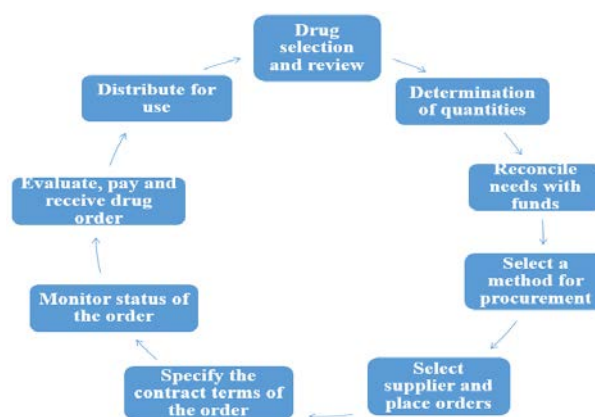 Drug
selection
and review
Determination
of quantities
Reconcile
needs with
funds
Select a
method for
procurement
Select
supplier and
place orders
Specify the
contract terms of
the order
Monitor status of
the order
Evaluate, pay and
receive drug
order
Distribute for
use